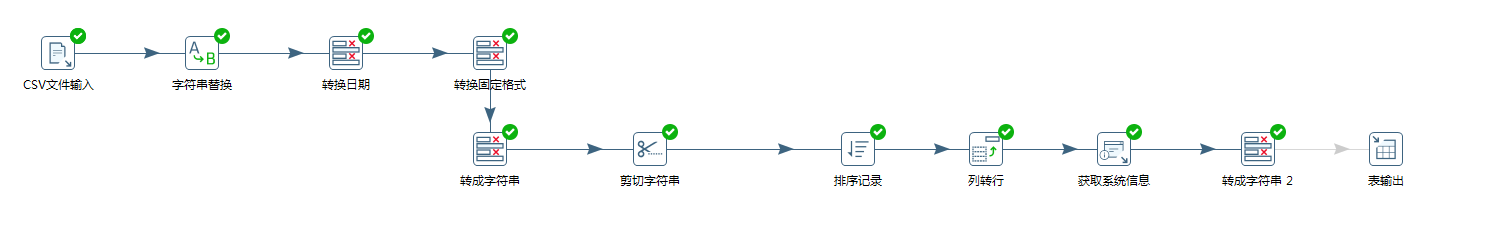 CSV文件输入
字符串替换
转换日期
转换固定格式
转成字符串
剪切字符串
排序记录
列转行
获取系统信息
转成字符串 2
表输出